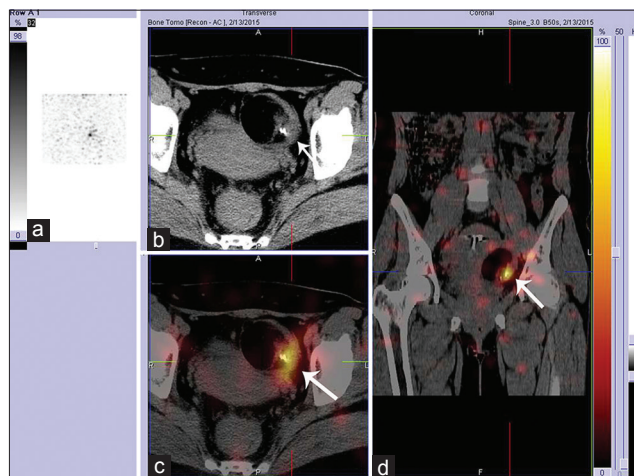 Row A 1
% 32
98
0
a
Transverse
Bone Tomo [Recon - AC ], 2/13/2015
A
R
b
A
R
L
P
c
Coronal
Spine_3.0 B50s, 2/13/2015
H
R
L
F
d
% 50
100
0
0